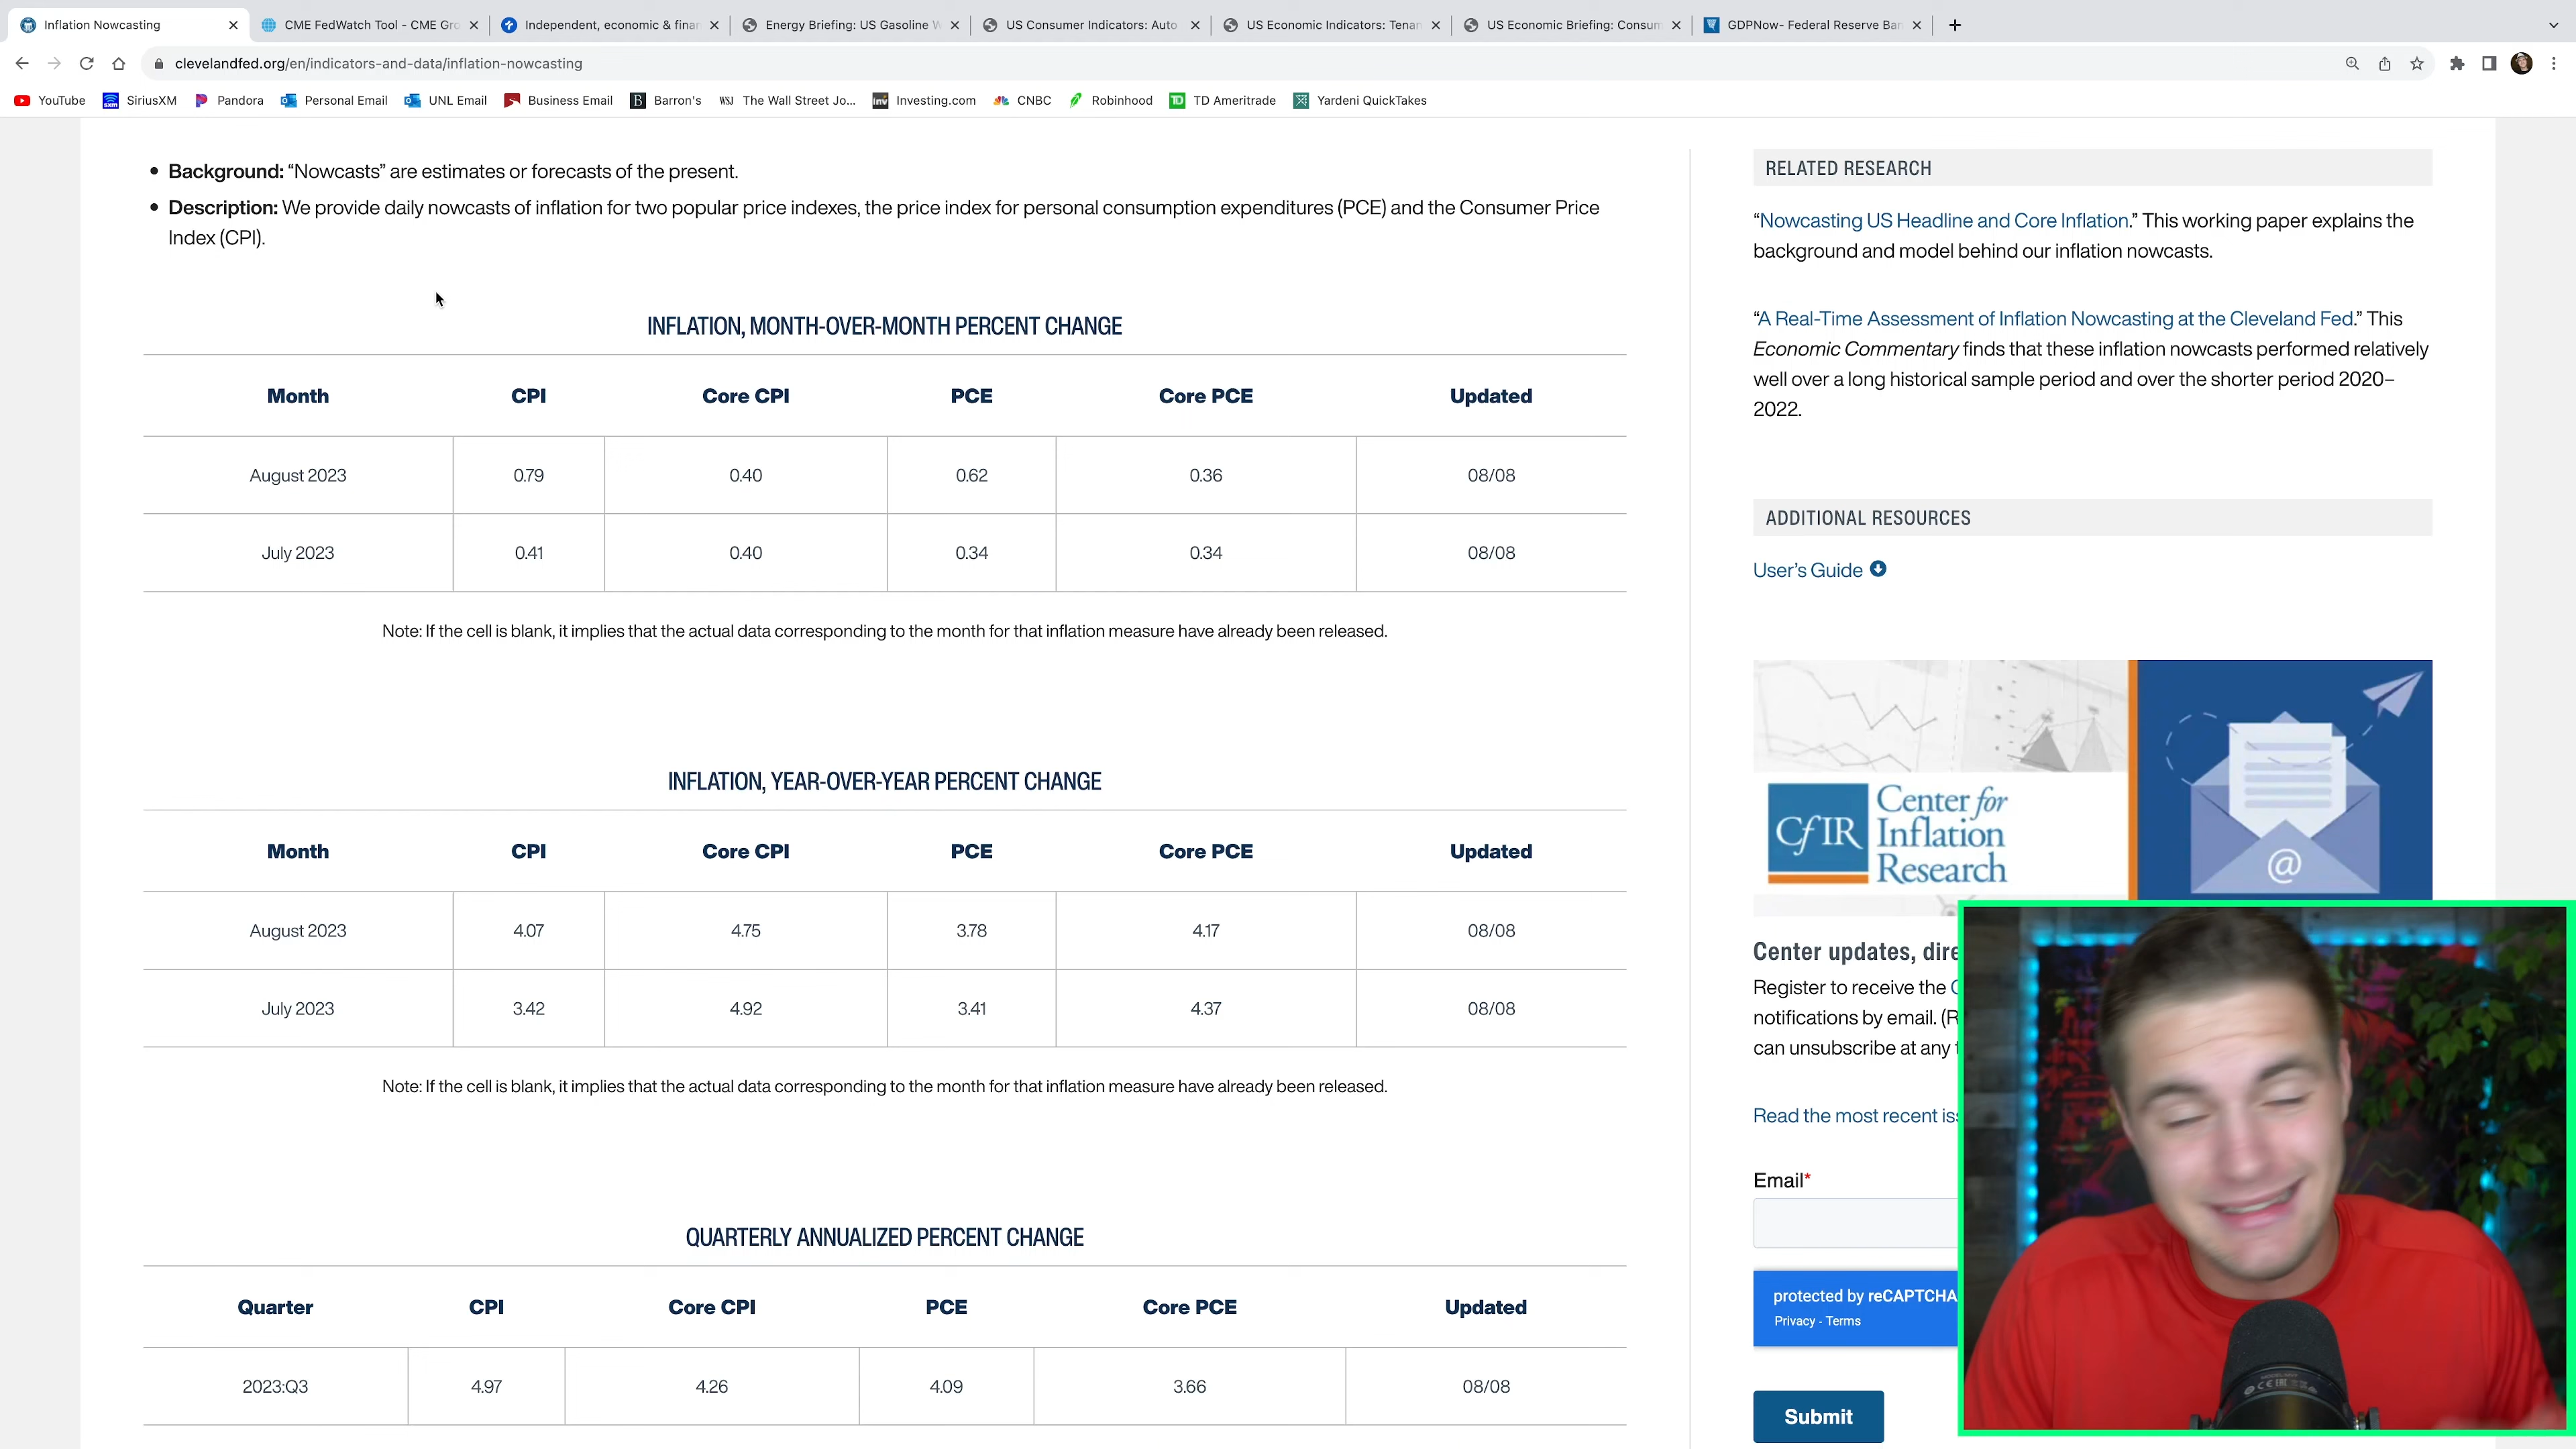 Inflation Nowcasting
CME FedWatch Tool - CME Gro
Independent, economic & finan
Energy Briefing: US Gasoline W
US Consumer Indicators: Auto
US Economic Indicators: Tenan
US Economic Briefing: Consum
GDPNow- Federal Reserve Ban
clevelandfed.org/en/indicators-and-data/inflation-nowcasting
YouTube
SiriusXM
Pandora
Personal Email
UNL Email
Business Email
Barron's
The Wall Street Jo...
Investing.com
CNBC
Robinhood
TD Ameritrade
Yardeni QuickTakes
• Background: “Nowcasts” are estimates or forecasts of the present.
• Description: We provide daily nowcasts of inflation for two popular price indexes, the price index for personal consumption expenditures (PCE) and the Consumer Price
Index (CPI).
INFLATION, MONTH-OVER-MONTH PERCENT CHANGE
Month CPI Core CPI PCE Core PCE Updated
August 2023 0.79 0.40 0.62 0.36 08/08
July 2023 0.41 0.40 0.34 0.34 08/08
Note: If the cell is blank, it implies that the actual data corresponding to the month for that inflation measure have already been released.
INFLATION, YEAR-OVER-YEAR PERCENT CHANGE
Month CPI Core CPI PCE Core PCE Updated
August 2023 4.07 4.75 3.78 4.17 08/08
July 2023 3.42 4.92 3.41 4.37 08/08
Note: If the cell is blank, it implies that the actual data corresponding to the month for that inflation measure have already been released.
QUARTERLY ANNUALIZED PERCENT CHANGE
Quarter CPI Core CPI PCE Core PCE Updated
2023:Q3 4.97 4.26 4.09 3.66 08/08
RELATED RESEARCH
“Nowcasting US Headline and Core Inflation.” This working paper explains the
background and model behind our inflation nowcasts.
“A Real-Time Assessment of Inflation Nowcasting at the Cleveland Fed.” This
Economic Commentary finds that these inflation nowcasts performed relatively
well over a long historical sample period and over the shorter period 2020–
2022.
ADDITIONAL RESOURCES
User’s Guide
CfIR
Center for
Inflation
Research
@
Center updates, dire
Register to receive the C
notifications by email. (R
can unsubscribe at any t
Read the most recent iss
Email*
protected by reCAPTCHA
Privacy - Terms
Submit